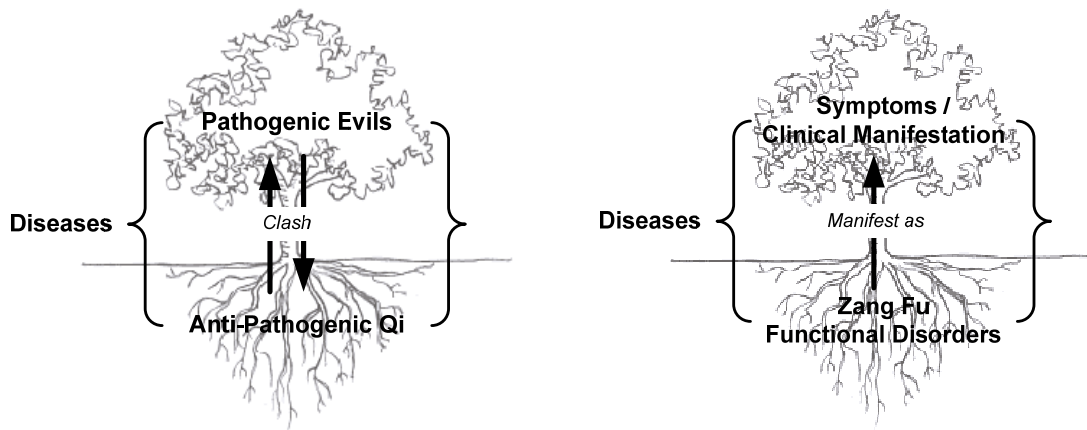 Pathogenic Evils
Diseases
Clash
Anti-Pathogenic Qi
Symptoms /
Clinical Manifestation
Diseases
Manifest as
Zang Fu
Functional Disorders